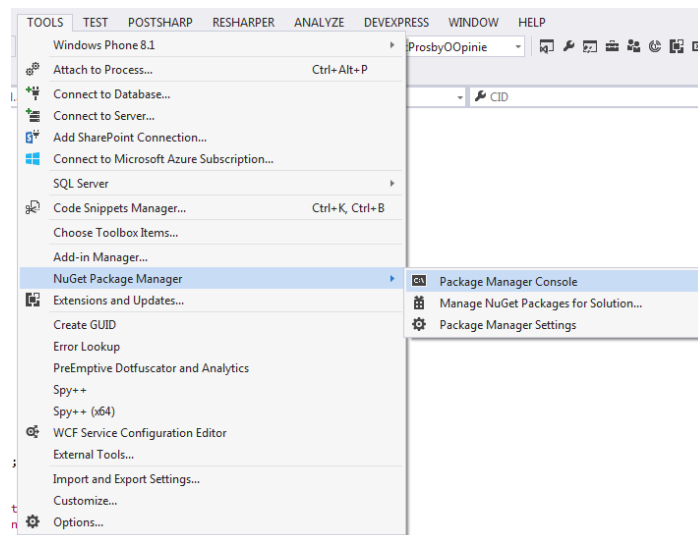 TOOLS TEST POSTSHARP RESHARPER ANALYZE DEVEXPRESS WINDOW HELP
Windows Phone 8.1
ProsbyOOpinie
Attach to Process... Ctrl+Alt+P
Connect to Database...
CID
Connect to Server...
Add SharePoint Connection...
Connect to Microsoft Azure Subscription...
SQL Server
Code Snippets Manager... Ctrl+K, Ctrl+B
Choose Toolbox Items...
Add-in Manager...
NuGet Package Manager
Package Manager Console
Extensions and Updates...
Manage NuGet Packages for Solution...
Create GUID
Package Manager Settings
Error Lookup
PreEmptive Dotfuscator and Analytics
Spy++
Spy++ (x64)
WCF Service Configuration Editor
External Tools...
;
Import and Export Settings...
Customize...
t
Options...
n